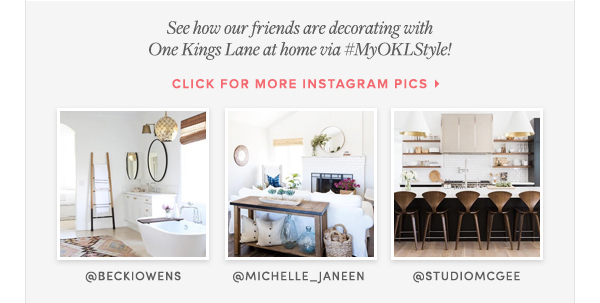 See how our friends are decorating with
One Kings Lane at home via #MyOKLStyle!
CLICK FOR MORE INSTAGRAM PICS
@BECKIOWENS
@MICHELLE_JANEEN
@STUDIOMCGEE